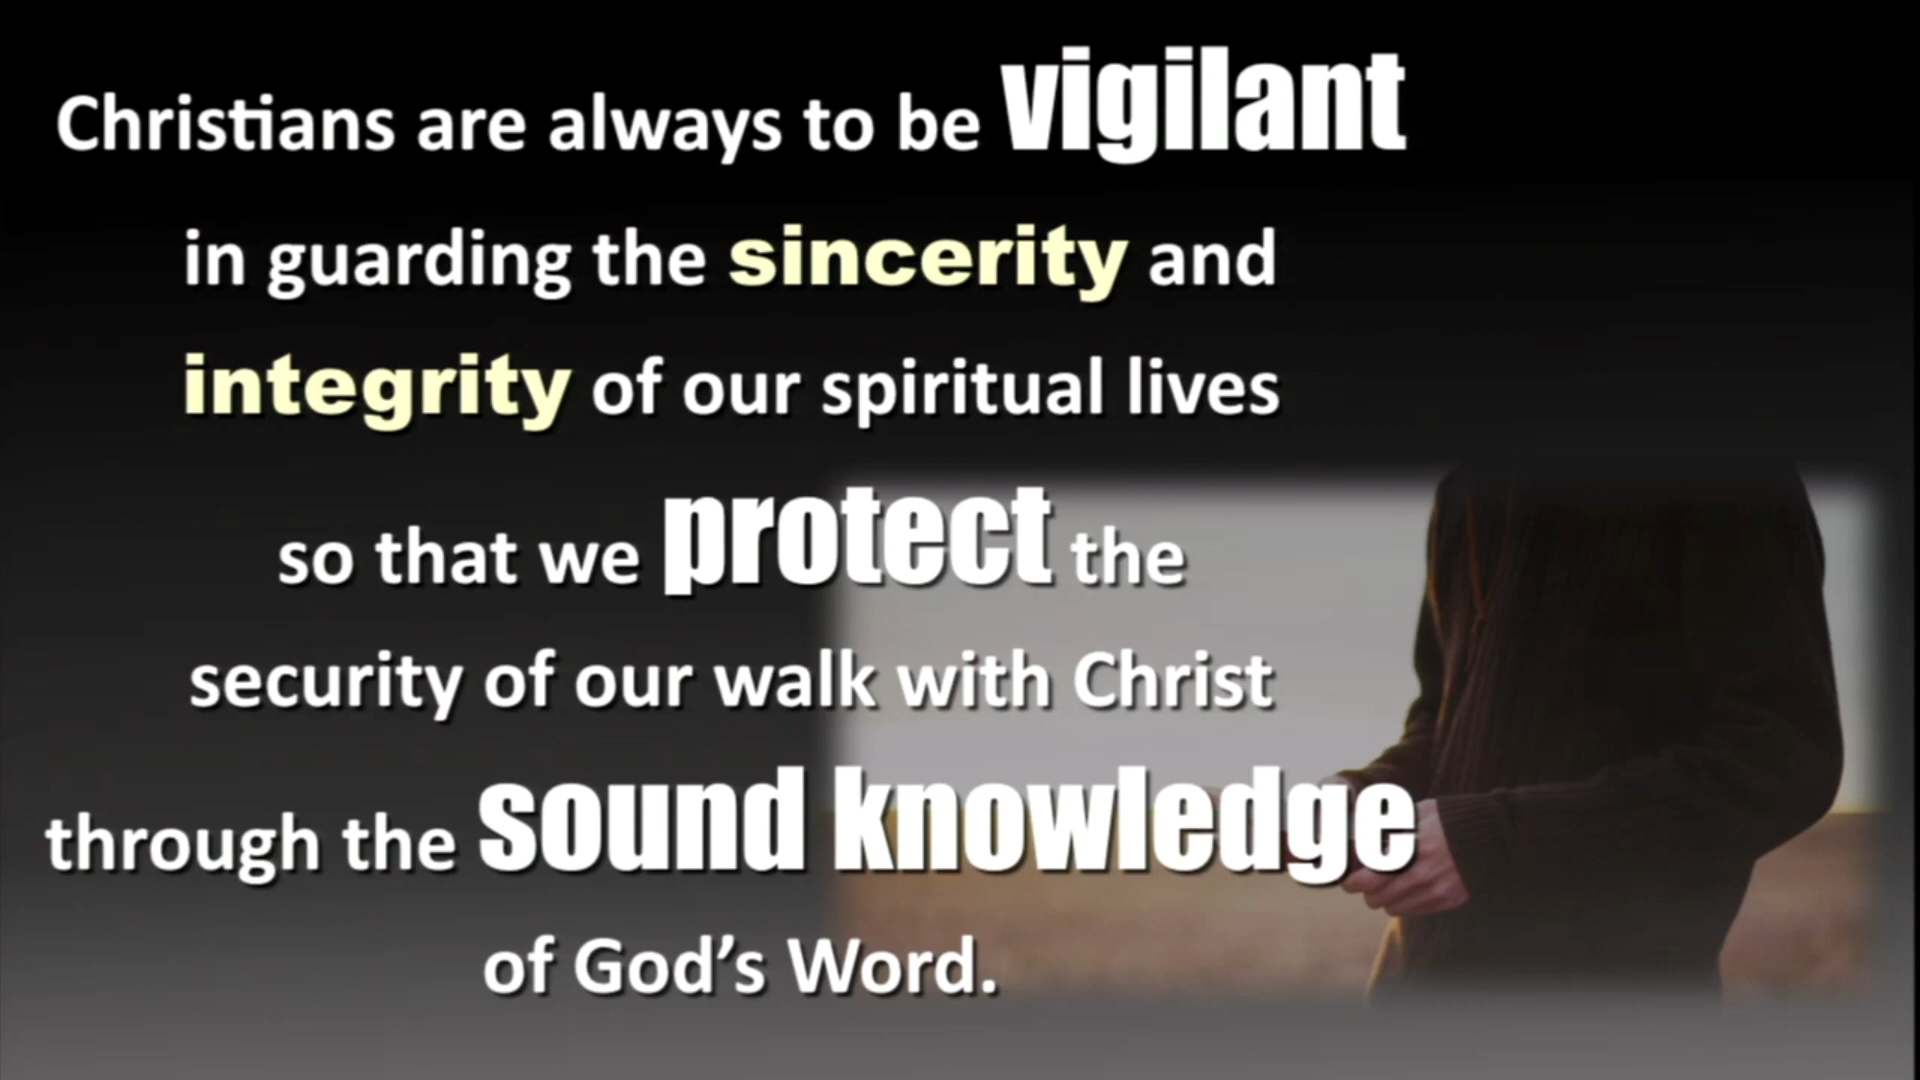 Christians are always to be vigilant
in guarding the sincerity and
integrity of our spiritual lives
so that we protect the
security of our walk with Christ
through the sound knowledge
of God’s Word.